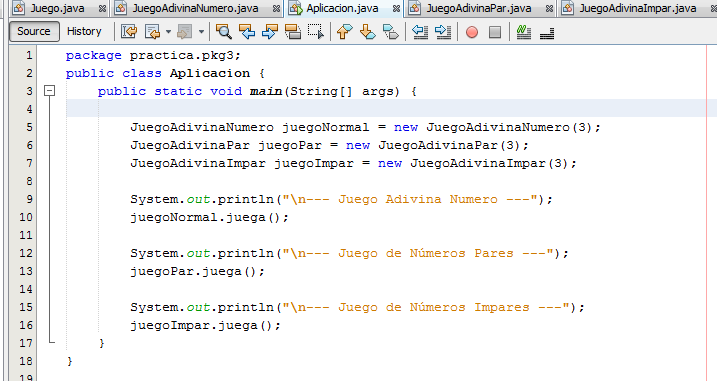 Juego.java JuegoAdivinaNumero.java Aplicacion.java JuegoAdivinaPar.java JuegoAdivinaImpar.java
Source History
1 package practica.pkg3;
2 public class Aplicacion {
3 public static void main(String[] args) {
4
5 JuegoAdivinaNumero juegoNormal = new JuegoAdivinaNumero(3);
6 JuegoAdivinaPar juegoPar = new JuegoAdivinaPar(3);
7 JuegoAdivinaImpar juegoImpar = new JuegoAdivinaImpar(3);
8
9 System.out.println("\n--- Juego Adivina Numero ---");
10 juegoNormal.juega();
11
12 System.out.println("\n--- Juego de Números Pares ---");
13 juegoPar.juega();
14
15 System.out.println("\n--- Juego de Números Impares ---");
16 juegoImpar.juega();
17 }
18 }